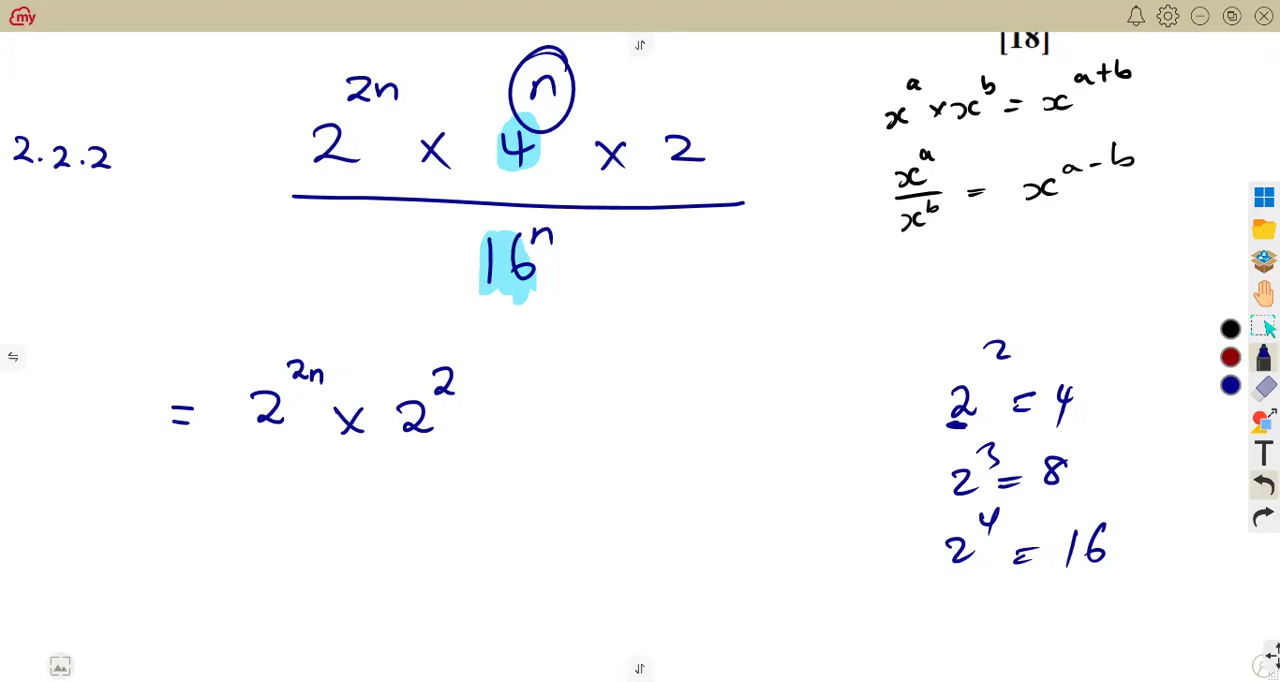 my
[18]
2.2.2
2^{2n} × 4^n × 2
16^n
x^a × x^b = x^{a+b}
x^a / x^b = x^{a-b}
= 2^{2n} × 2^2
2^2 = 4
2^3 = 8
2^4 = 16
T